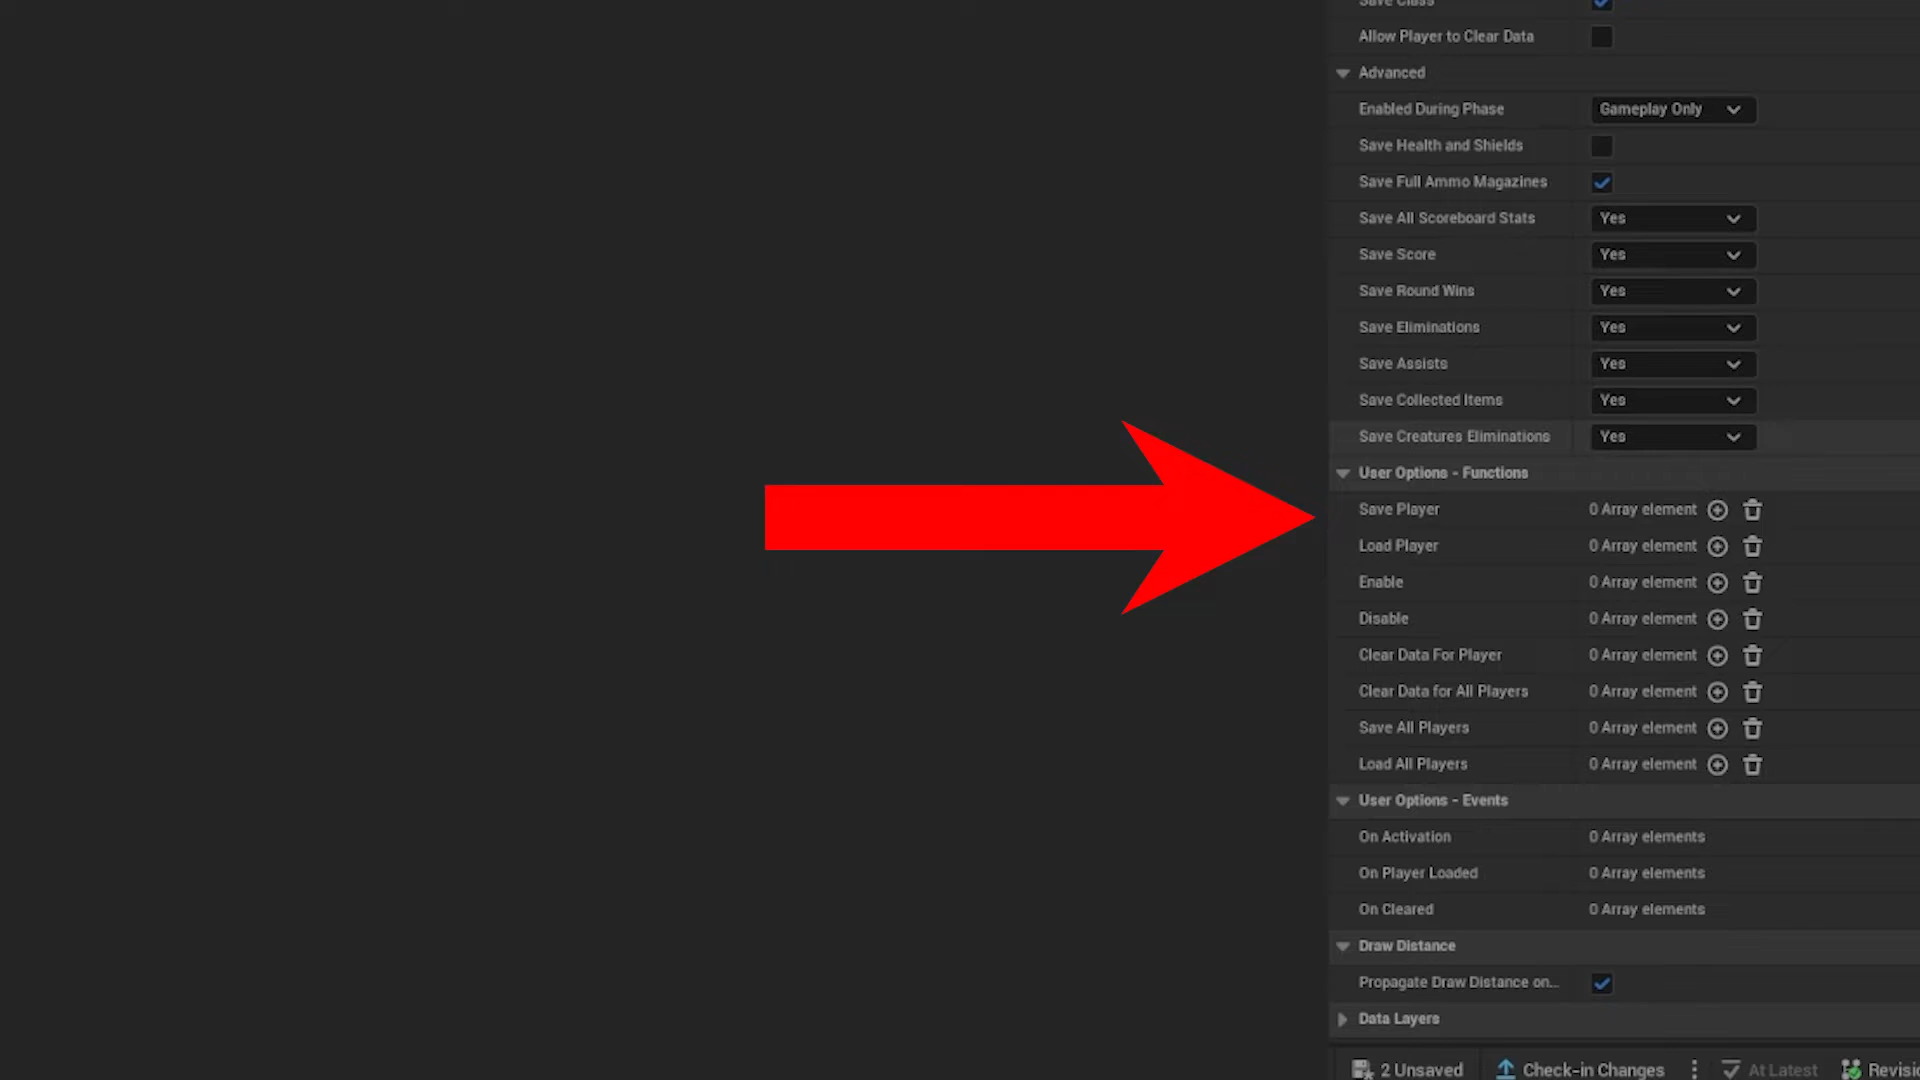 Save Class
Allow Player to Clear Data
Advanced
Enabled During Phase Gameplay Only
Save Health and Shields
Save Full Ammo Magazines
Save All Scoreboard Stats Yes
Save Score Yes
Save Round Wins Yes
Save Eliminations Yes
Save Assists Yes
Save Collected Items Yes
Save Creatures Eliminations Yes
User Options - Functions
Save Player 0 Array element
Load Player 0 Array element
Enable 0 Array element
Disable 0 Array element
Clear Data For Player 0 Array element
Clear Data for All Players 0 Array element
Save All Players 0 Array element
Load All Players 0 Array element
User Options - Events
On Activation 0 Array elements
On Player Loaded 0 Array elements
On Cleared 0 Array elements
Draw Distance
Propagate Draw Distance on...
Data Layers
2 Unsaved Check-in Changes At Latest Revisi